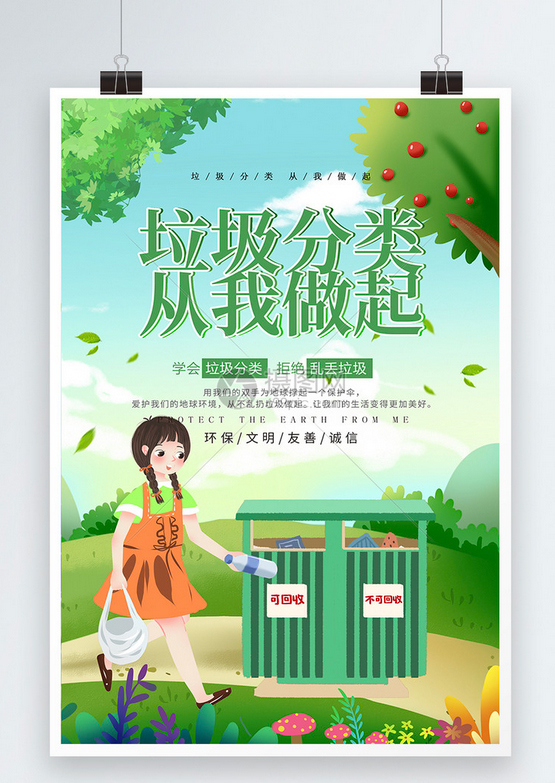 垃/圾/分/类 从/我/做/起
垃圾分类
从我做起
学会 垃圾分类 拒绝 乱丢垃圾
用我们的双手为地球撑起一个保护伞，
爱护我们的地球环境，从不乱扔垃圾做起。让我们的生活变得更加美好。
PROTECT THE EARTH FROM ME
环保/文明/友善/诚信
可回收 不可回收